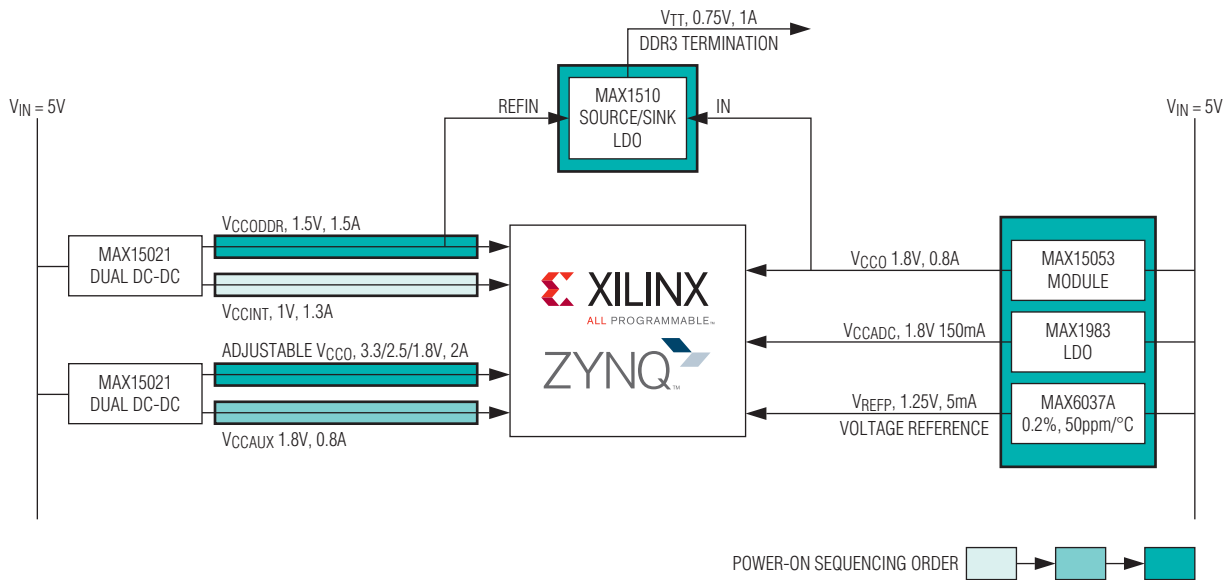 VTT, 0.75V, 1A
DDR3 TERMINATION
VIN = 5V
REFIN
MAX1510
SOURCE/SINK
LDO
IN
VIN = 5V
VCCODDR, 1.5V, 1.5A
MAX15021
DUAL DC-DC
VCCINT, 1V, 1.3A
ADJUSTABLE VCCO, 3.3/2.5/1.8V, 2A
MAX15021
DUAL DC-DC
VCCAUX 1.8V, 0.8A
XILINX
ALL PROGRAMMABLE™
ZYNQ™
VCCO 1.8V, 0.8A
MAX15053
MODULE
VCCADC, 1.8V 150mA
MAX1983
LDO
VREFP, 1.25V, 5mA
VOLTAGE REFERENCE
MAX6037A
0.2%, 50ppm/°C
POWER-ON SEQUENCING ORDER